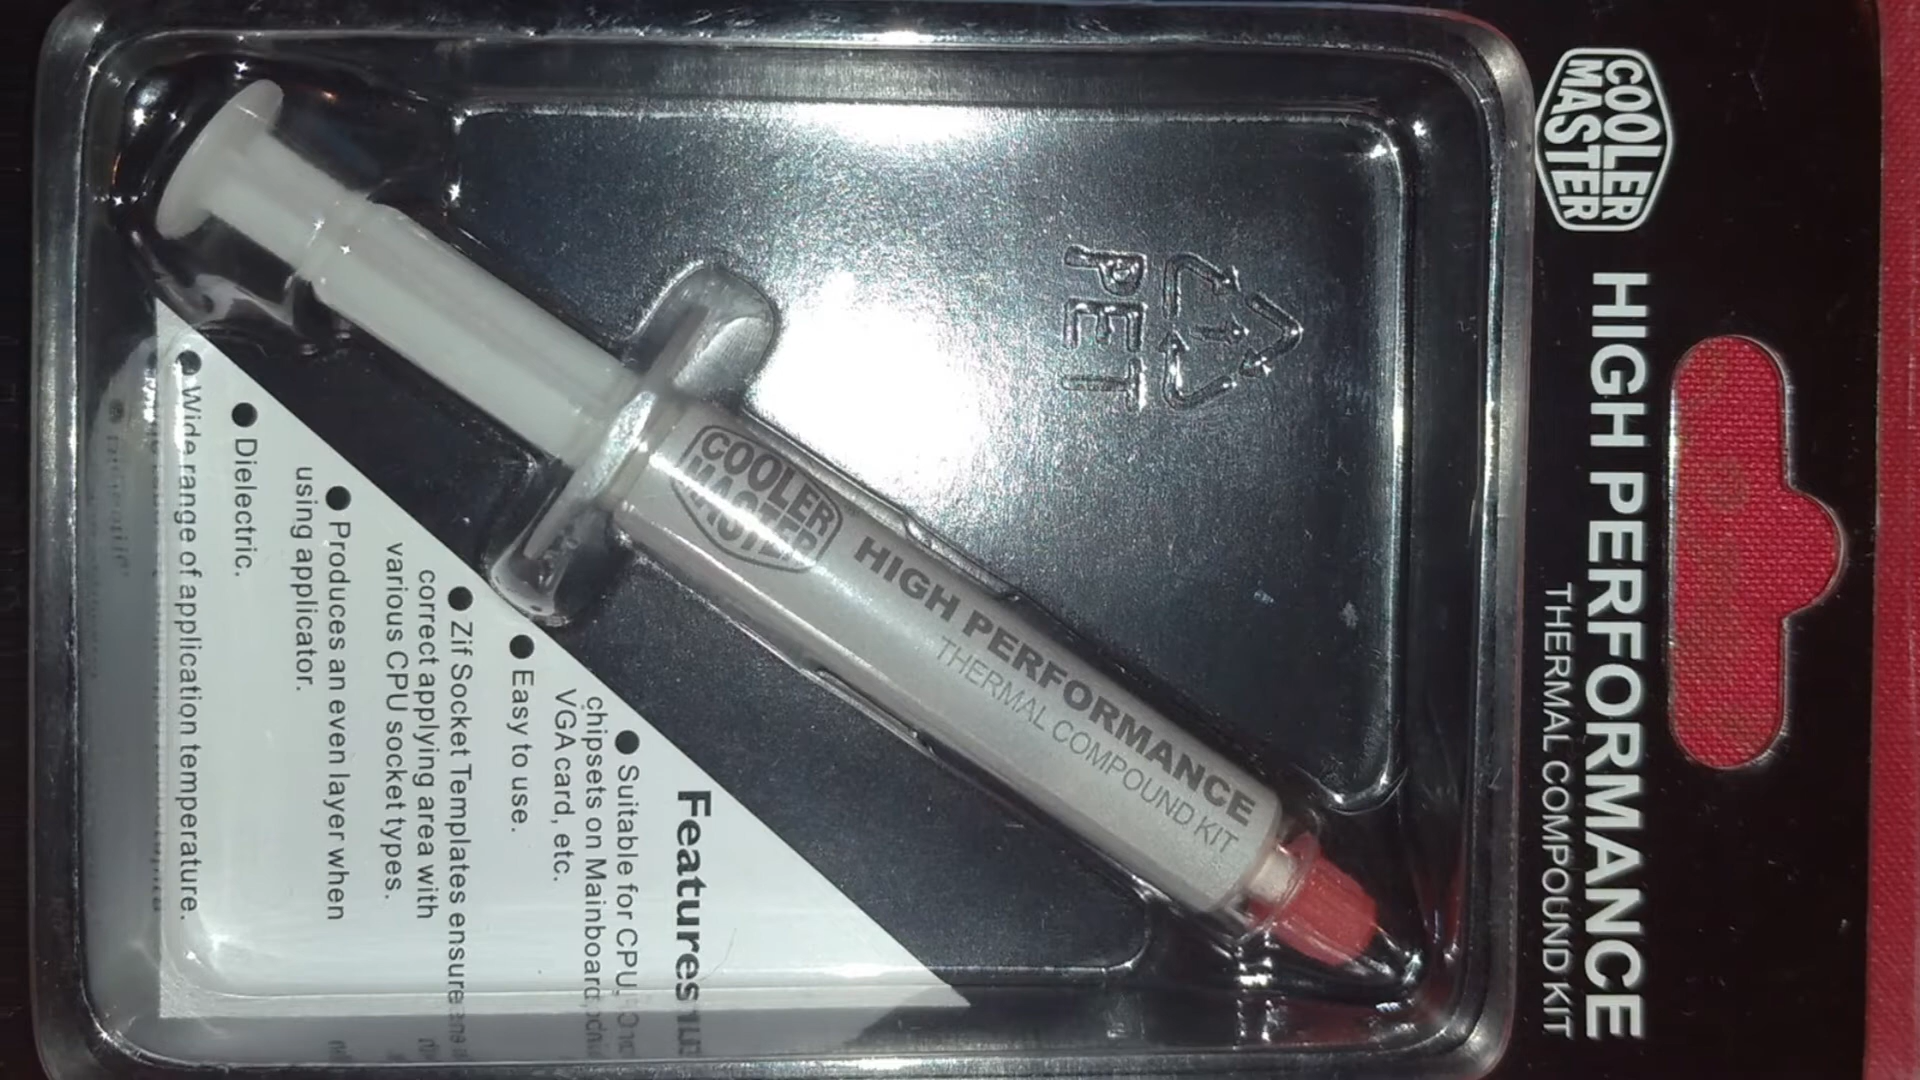 COOLER
MASTER
HIGH PERFORMANCE
THERMAL COMPOUND KIT
PET
COOLER
MASTER
HIGH PERFORMANCE
THERMAL COMPOUND KIT
Features
● Suitable for CPU,
chipsets on Mainboard,
VGA card, etc.
● Easy to use.
● Zif Socket Templates ensure
correct applying area with
various CPU socket types.
● Produces an even layer when
using applicator.
● Dielectric.
● Wide range of application temperature.